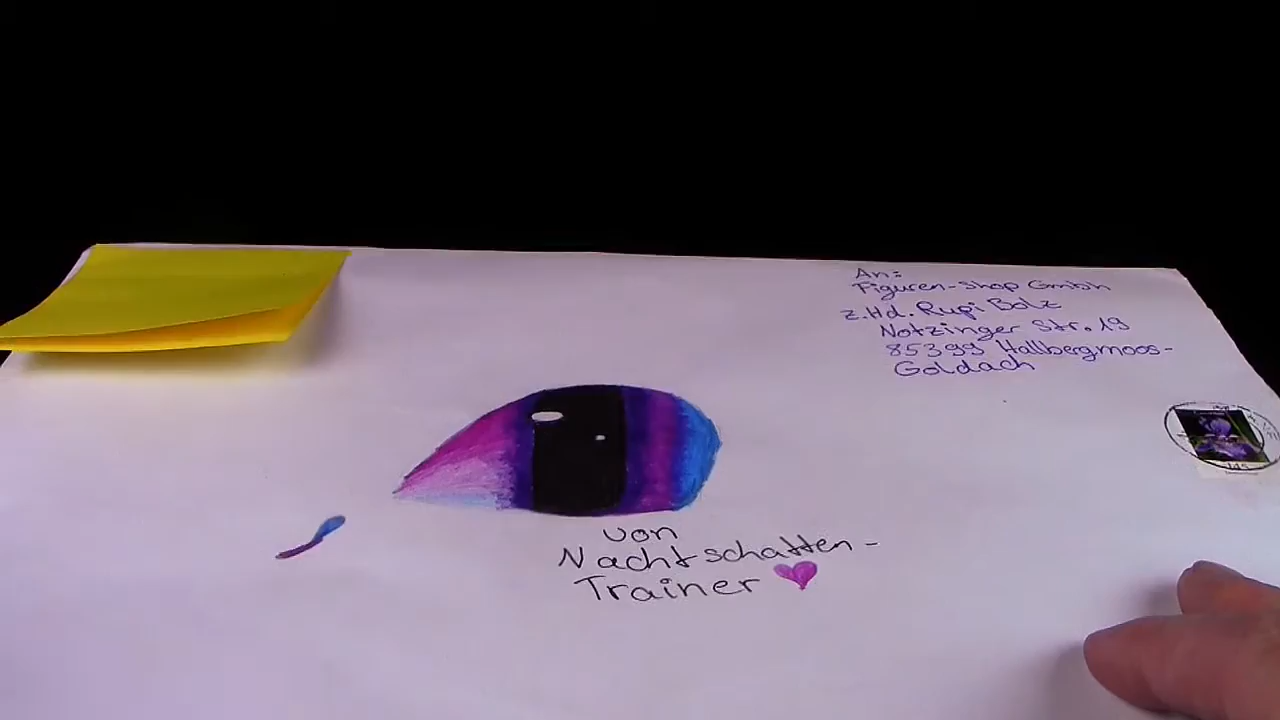 An:
Figuren-Shop GmbH
z.Hd. Rupi Bolz
Notzinger Str. 19
85399 Hallbergmoos-
Goldach
von
Nachtschatten-
Trainer